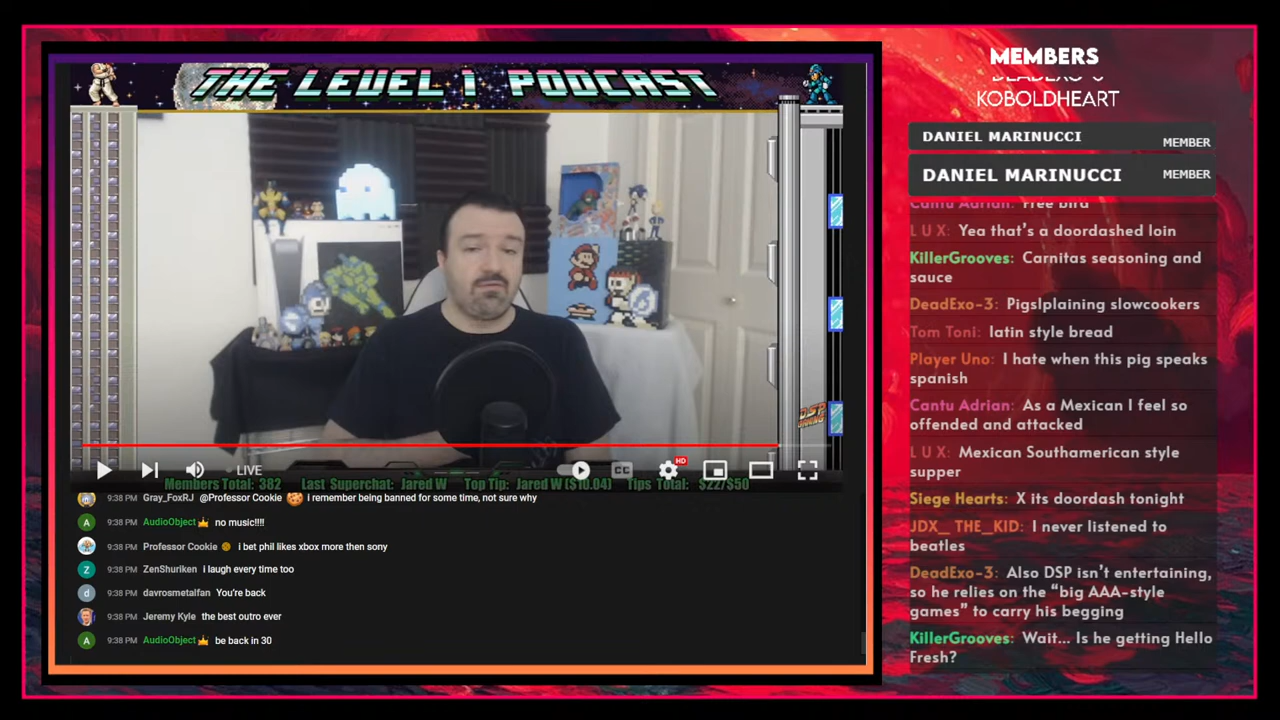 THE LEVEL 1 PODCAST
LIVE
HD
CC
DSP
Members Total: 382 Last Superchat: Jared W Top Tip: Jared W ($10.04) Tips Total: $22/$50
9:38 PM Gray_FoxRJ @Professor Cookie 🍪 i remember being banned for some time, not sure why
A 9:38 PM AudioObject no music!!!!
9:38 PM Professor Cookie i bet phil likes xbox more then sony
Z 9:38 PM ZenShuriken i laugh every time too
d 9:38 PM davrosmetalfan You're back
9:38 PM Jeremy Kyle the best outro ever
A 9:38 PM AudioObject be back in 30
MEMBERS
DEADEXO-3
KOBOLDHEART
DANIEL MARINUCCI MEMBER
DANIEL MARINUCCI MEMBER
Cantu Adrian: Free bird
L U X: Yea that's a doordashed loin
KillerGrooves: Carnitas seasoning and
sauce
DeadExo-3: Pigslplaining slowcookers
Tom Toni: latin style bread
Player Uno: I hate when this pig speaks
spanish
Cantu Adrian: As a Mexican I feel so
offended and attacked
L U X: Mexican Southamerican style
supper
Siege Hearts: X its doordash tonight
JDX_THE_KID: I never listened to
beatles
DeadExo-3: Also DSP isn't entertaining,
so he relies on the “big AAA-style
games” to carry his begging
KillerGrooves: Wait... Is he getting Hello
Fresh?